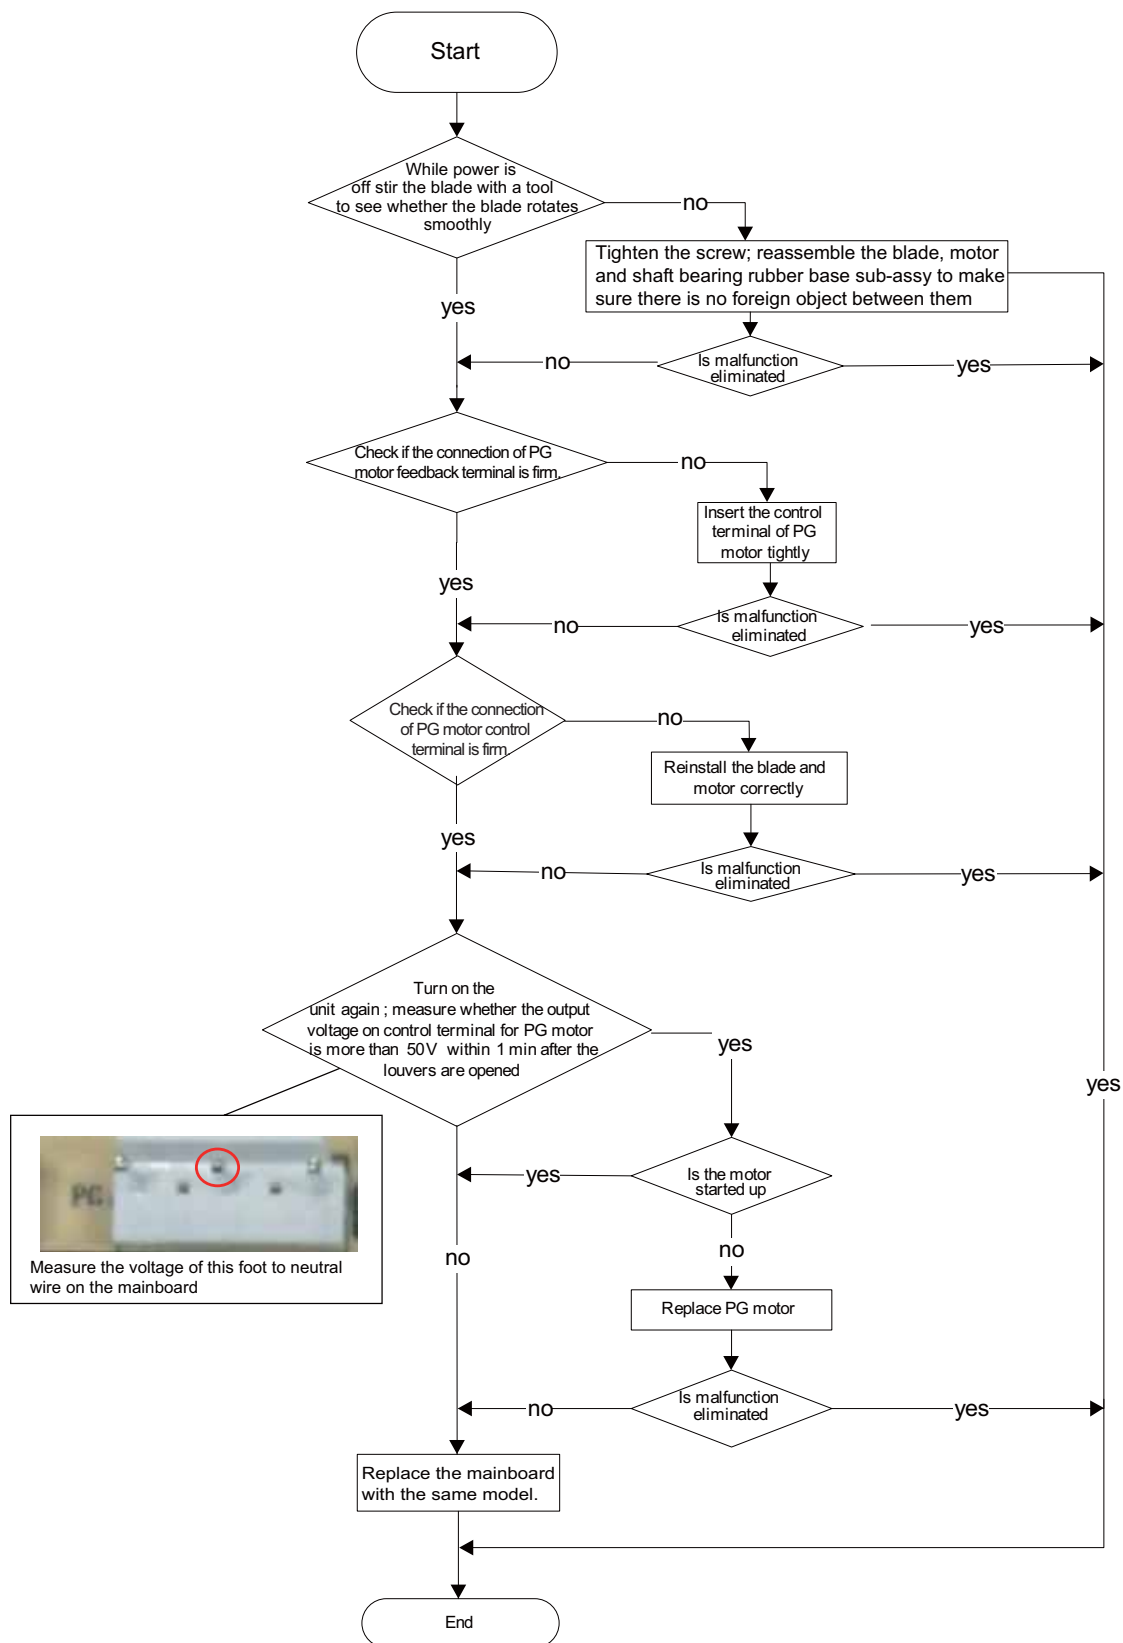 Start
While power is
off stir the blade with a tool
to see whether the blade rotates
smoothly
no
Tighten the screw; reassemble the blade, motor
and shaft bearing rubber base sub-assy to make
sure there is no foreign object between them
yes
Is malfunction
eliminated
no
yes
Check if the connection of PG
motor feedback terminal is firm.
no
Insert the control
terminal of PG
motor tightly
yes
Is malfunction
eliminated
no
yes
Check if the connection
of PG motor control
terminal is firm.
no
Reinstall the blade and
motor correctly
yes
Is malfunction
eliminated
no
yes
Turn on the
unit again ; measure whether the output
voltage on control terminal for PG motor
is more than 50V within 1 min after the
louvers are opened
yes
yes
PG
Measure the voltage of this foot to neutral
wire on the mainboard
Is the motor
started up
yes
no
no
Replace PG motor
Is malfunction
eliminated
no
yes
Replace the mainboard
with the same model.
End